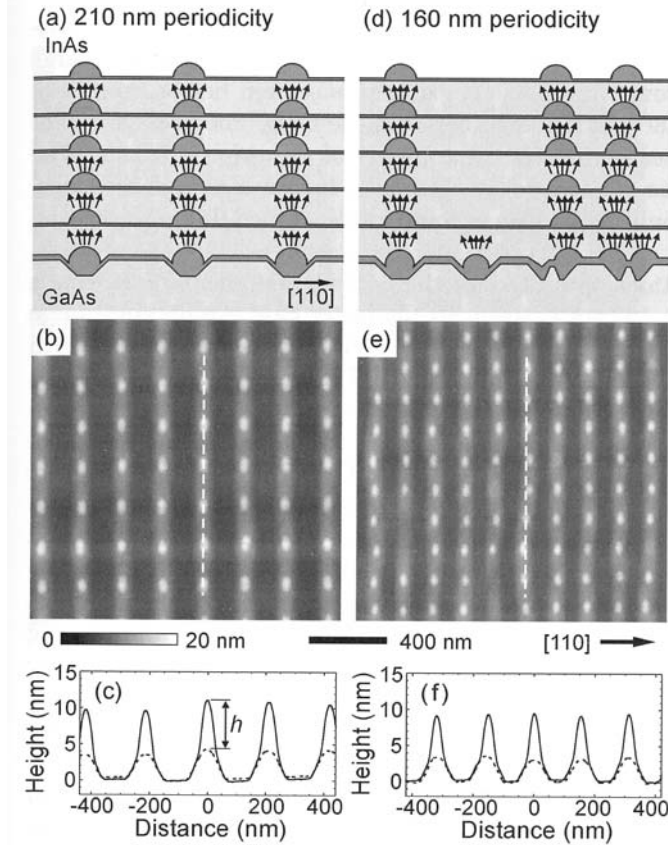 (a) 210 nm periodicity
InAs
GaAs
[110]
(d) 160 nm periodicity
(b)
(e)
0 20 nm 400 nm [110]
(c)
h
Height (nm)
15
10
5
0
-400 -200 0 200 400
Distance (nm)
(f)
Height (nm)
15
10
5
0
-400 -200 0 200 400
Distance (nm)